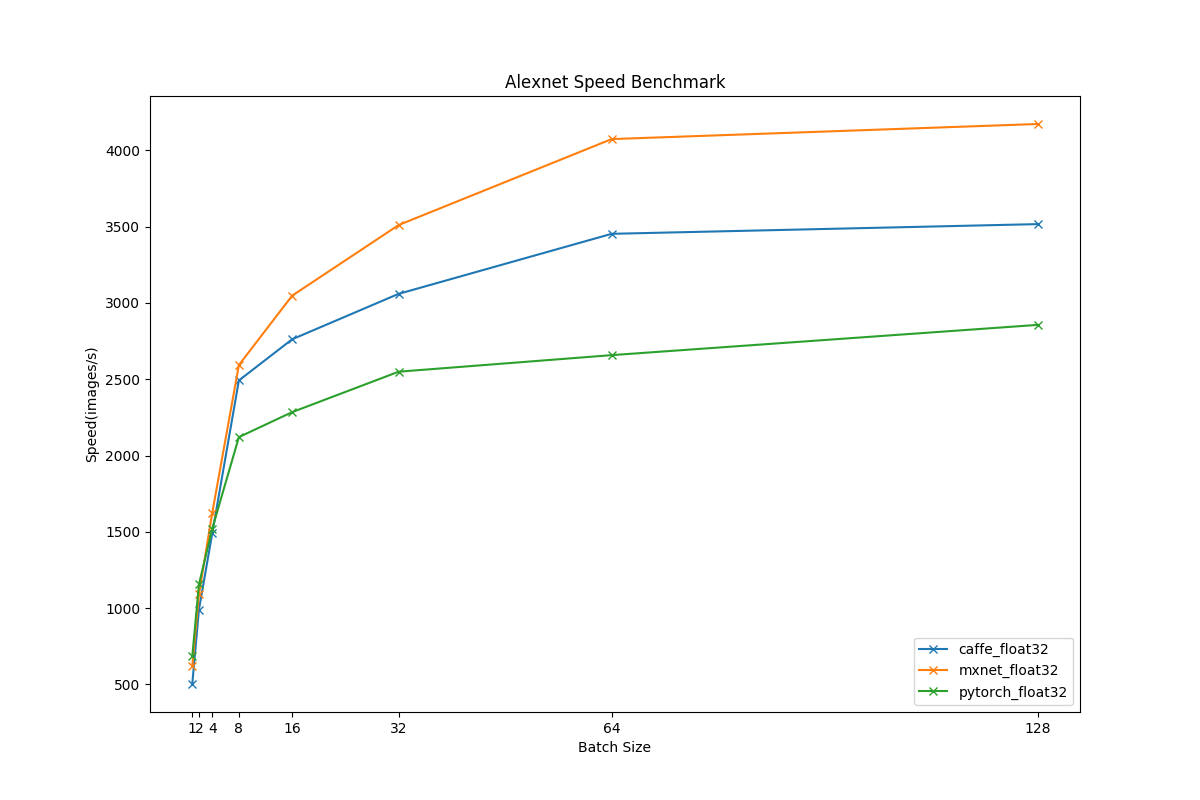 Alexnet Speed Benchmark
4000
3500
3000
2500
2000
1500
1000
500
Speed(images/s)
caffe_float32
mxnet_float32
pytorch_float32
1 2 4 8 16 32 64 128
Batch Size